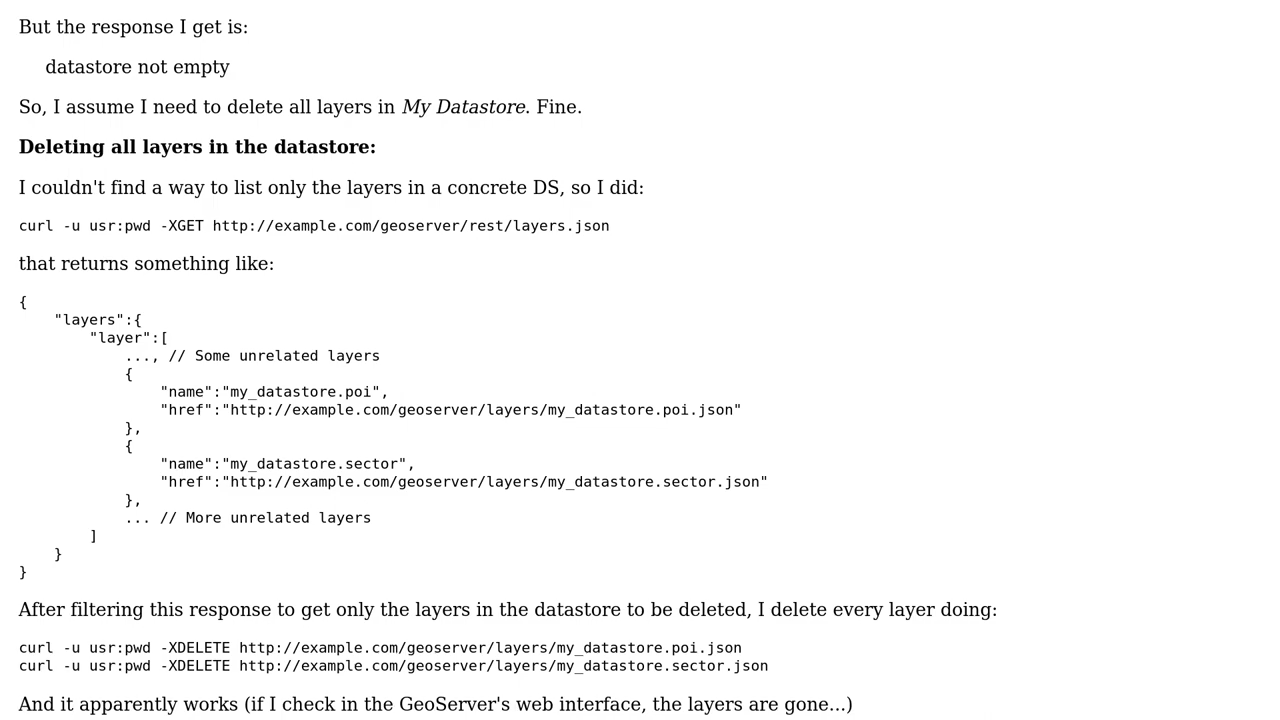 But the response I get is:
datastore not empty
So, I assume I need to delete all layers in My Datastore. Fine.
Deleting all layers in the datastore:
I couldn't find a way to list only the layers in a concrete DS, so I did:
curl -u usr:pwd -XGET http://example.com/geoserver/rest/layers.json
that returns something like:
{
    "layers":{
        "layer":[
            ..., // Some unrelated layers
            {
                "name":"my_datastore.poi",
                "href":"http://example.com/geoserver/layers/my_datastore.poi.json"
            },
            {
                "name":"my_datastore.sector",
                "href":"http://example.com/geoserver/layers/my_datastore.sector.json"
            },
            ... // More unrelated layers
        ]
    }
}
After filtering this response to get only the layers in the datastore to be deleted, I delete every layer doing:
curl -u usr:pwd -XDELETE http://example.com/geoserver/layers/my_datastore.poi.json
curl -u usr:pwd -XDELETE http://example.com/geoserver/layers/my_datastore.sector.json
And it apparently works (if I check in the GeoServer's web interface, the layers are gone...)